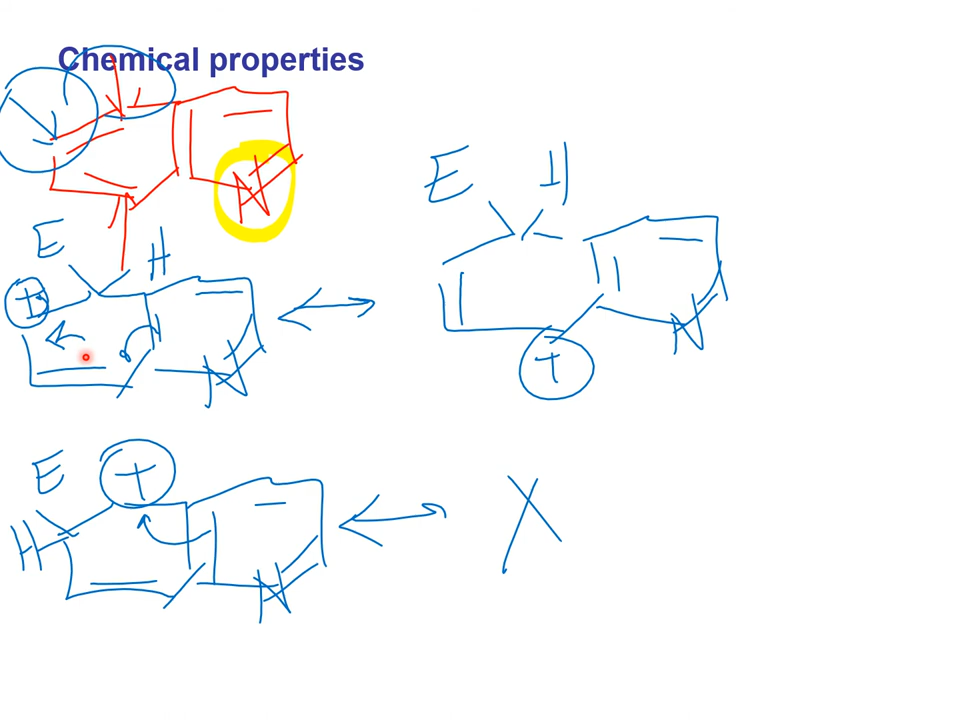 Chemical properties
N
E H
E H
+
N
N
+
E +
H
N
X